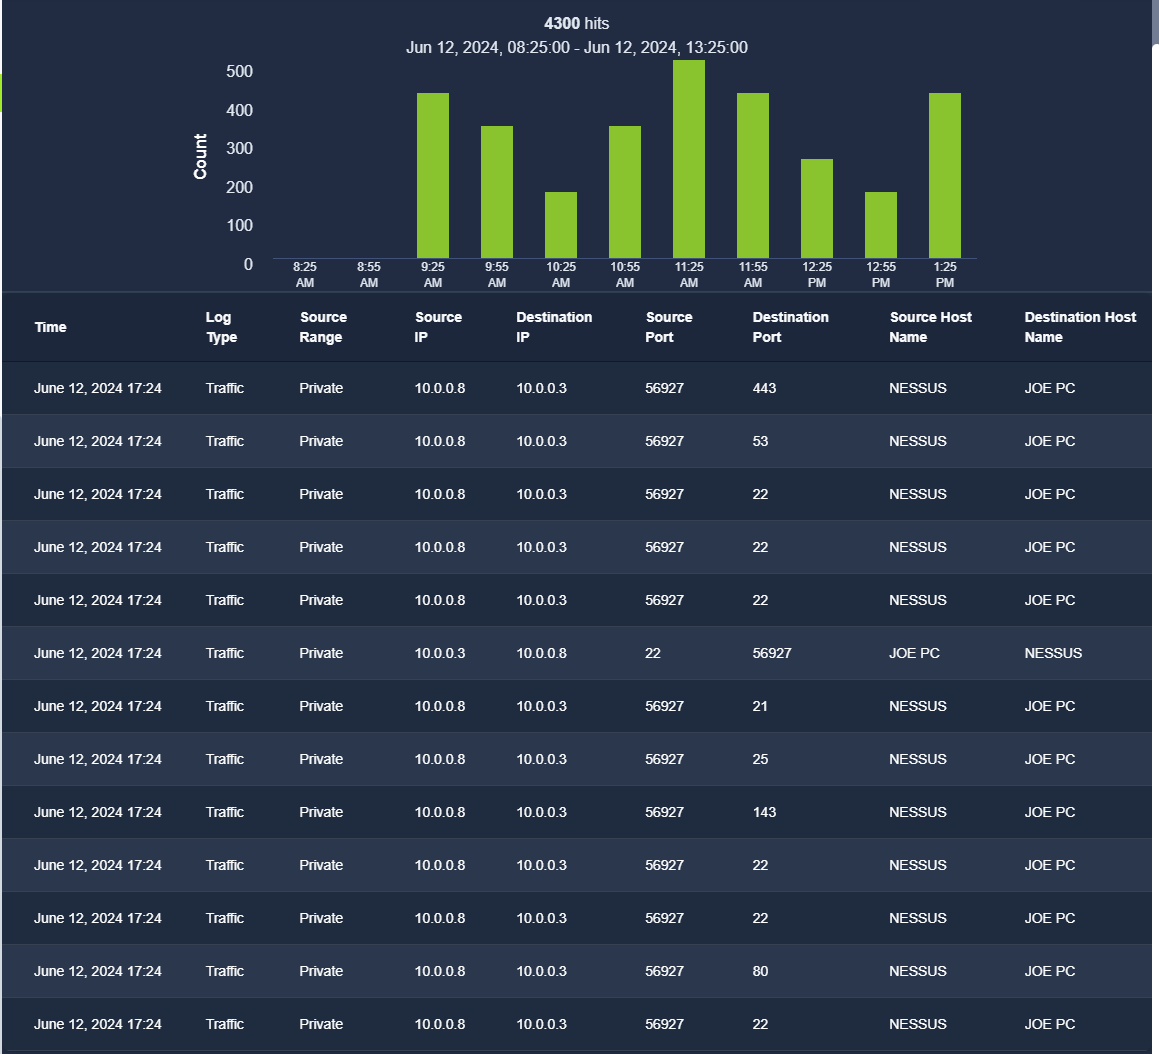 4300 hits
Jun 12, 2024, 08:25:00 - Jun 12, 2024, 13:25:00
500
400
300
200
100
0
Count
8:25 AM
8:55 AM
9:25 AM
9:55 AM
10:25 AM
10:55 AM
11:25 AM
11:55 AM
12:25 PM
12:55 PM
1:25 PM
Time Log Type Source Range Source IP Destination IP Source Port Destination Port Source Host Name Destination Host Name
June 12, 2024 17:24 Traffic Private 10.0.0.8 10.0.0.3 56927 443 NESSUS JOE PC
June 12, 2024 17:24 Traffic Private 10.0.0.8 10.0.0.3 56927 53 NESSUS JOE PC
June 12, 2024 17:24 Traffic Private 10.0.0.8 10.0.0.3 56927 22 NESSUS JOE PC
June 12, 2024 17:24 Traffic Private 10.0.0.8 10.0.0.3 56927 22 NESSUS JOE PC
June 12, 2024 17:24 Traffic Private 10.0.0.8 10.0.0.3 56927 22 NESSUS JOE PC
June 12, 2024 17:24 Traffic Private 10.0.0.3 10.0.0.8 22 56927 JOE PC NESSUS
June 12, 2024 17:24 Traffic Private 10.0.0.8 10.0.0.3 56927 21 NESSUS JOE PC
June 12, 2024 17:24 Traffic Private 10.0.0.8 10.0.0.3 56927 25 NESSUS JOE PC
June 12, 2024 17:24 Traffic Private 10.0.0.8 10.0.0.3 56927 143 NESSUS JOE PC
June 12, 2024 17:24 Traffic Private 10.0.0.8 10.0.0.3 56927 22 NESSUS JOE PC
June 12, 2024 17:24 Traffic Private 10.0.0.8 10.0.0.3 56927 22 NESSUS JOE PC
June 12, 2024 17:24 Traffic Private 10.0.0.8 10.0.0.3 56927 80 NESSUS JOE PC
June 12, 2024 17:24 Traffic Private 10.0.0.8 10.0.0.3 56927 22 NESSUS JOE PC